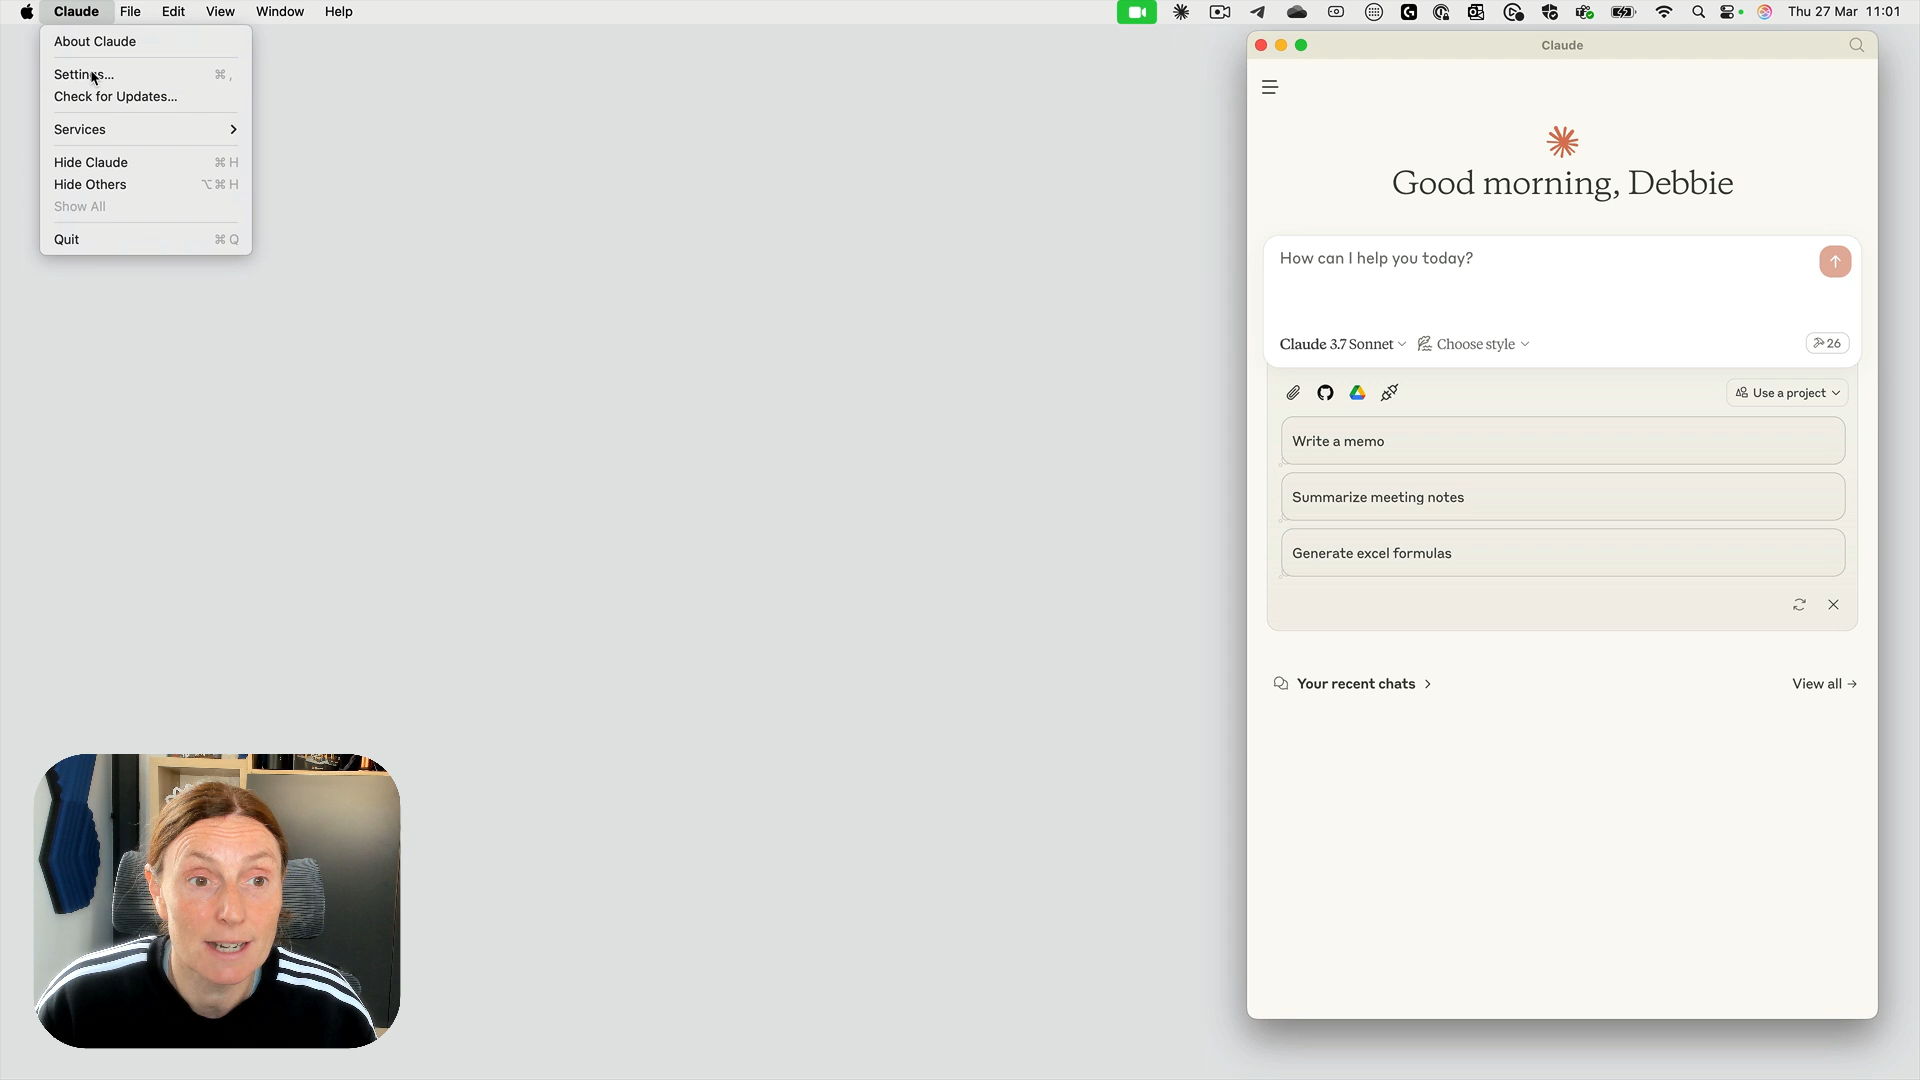 Claude File Edit View Window Help
Thu 27 Mar 11:01
About Claude
Settings... ⌘ ,
Check for Updates...
Services
Hide Claude ⌘ H
Hide Others ⌥ ⌘ H
Show All
Quit ⌘ Q
Claude
Good morning, Debbie
How can I help you today?
Claude 3.7 Sonnet Choose style 26
Use a project
Write a memo
Summarize meeting notes
Generate excel formulas
Your recent chats
View all →